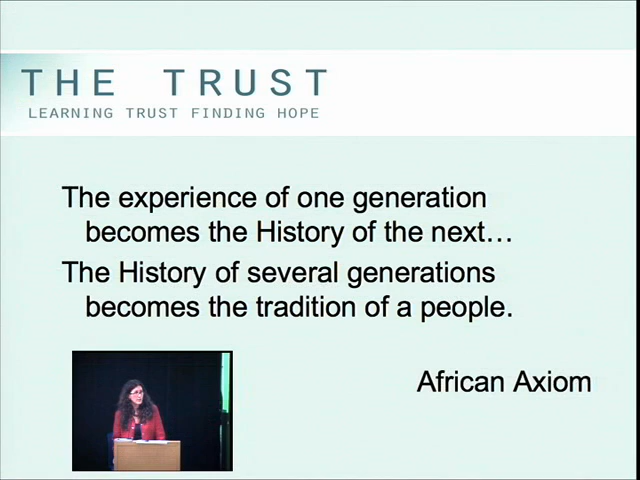 THE TRUST
LEARNING TRUST FINDING HOPE
The experience of one generation
becomes the History of the next…
The History of several generations
becomes the tradition of a people.
African Axiom